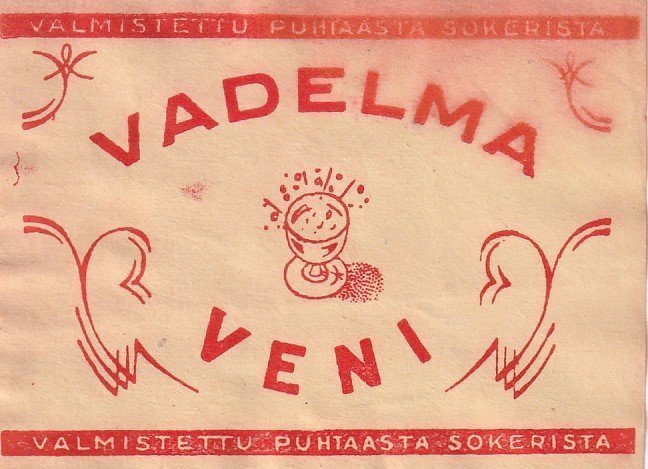 VALMISTETTU PUHTAASTA SOKERISTA
VADELMA
VENI
VALMISTETTU PUHTAASTA SOKERISTA